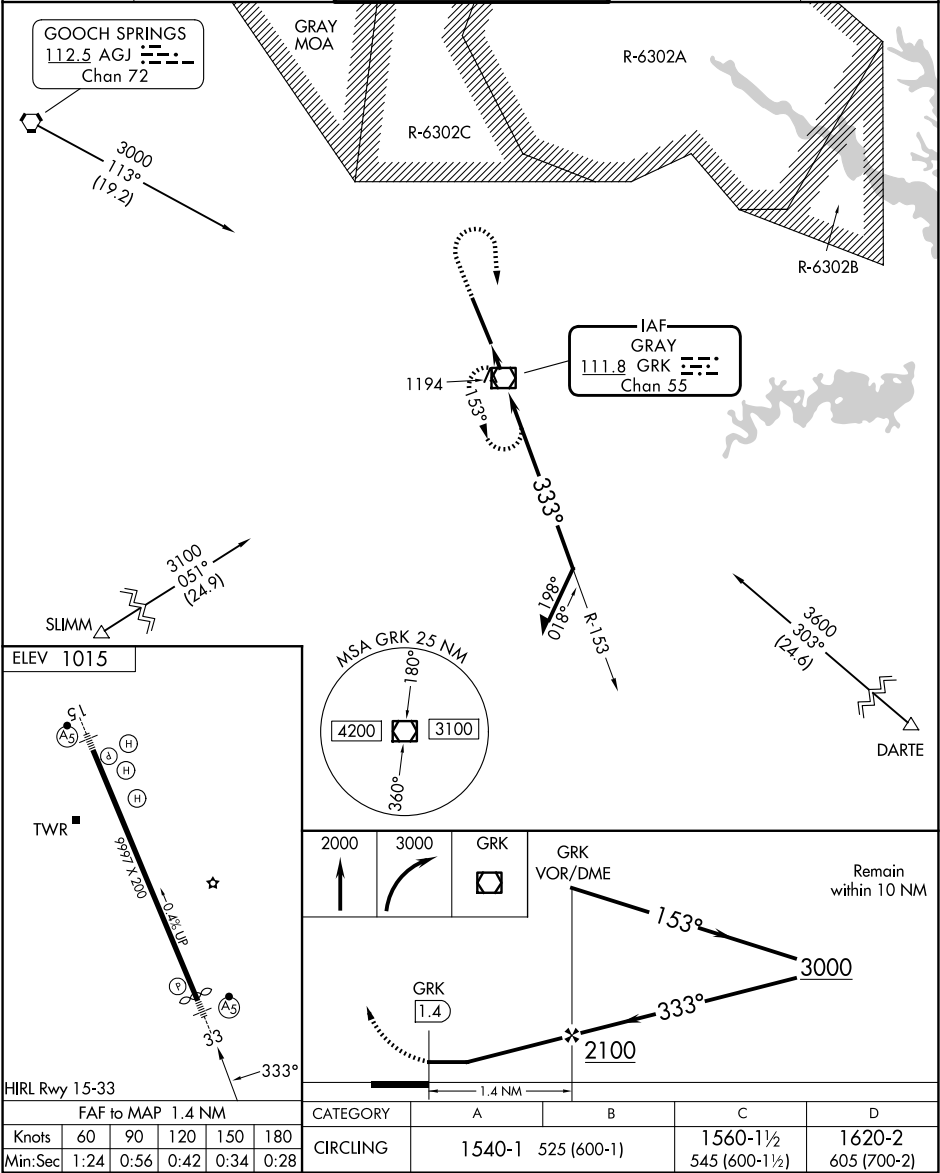 GOOCH SPRINGS
112.5 AGJ
Chan 72
GRAY
MOA
R-6302A
R-6302C
3000
113°
(19.2)
R-6302B
IAF
GRAY
111.8 GRK
Chan 55
1194
153°
333°
3100
051°
(24.9)
SLIMM
198°
018°
R-153
3600
303°
(24.6)
DARTE
ELEV 1015
MSA GRK 25 NM
180°
4200
3100
360°
15
A5
P
H
H
H
TWR
9997 X 200
0.4% UP
P
A5
33
333°
HIRL Rwy 15-33
2000
3000
GRK
GRK
VOR/DME
Remain
within 10 NM
153°
3000
333°
GRK
1.4
2100
1.4 NM
FAF to MAP 1.4 NM
Knots 60 90 120 150 180
Min:Sec 1:24 0:56 0:42 0:34 0:28
CATEGORY A B C D
CIRCLING 1540-1 525 (600-1) 1560-1½ 1620-2
545 (600-1½) 605 (700-2)